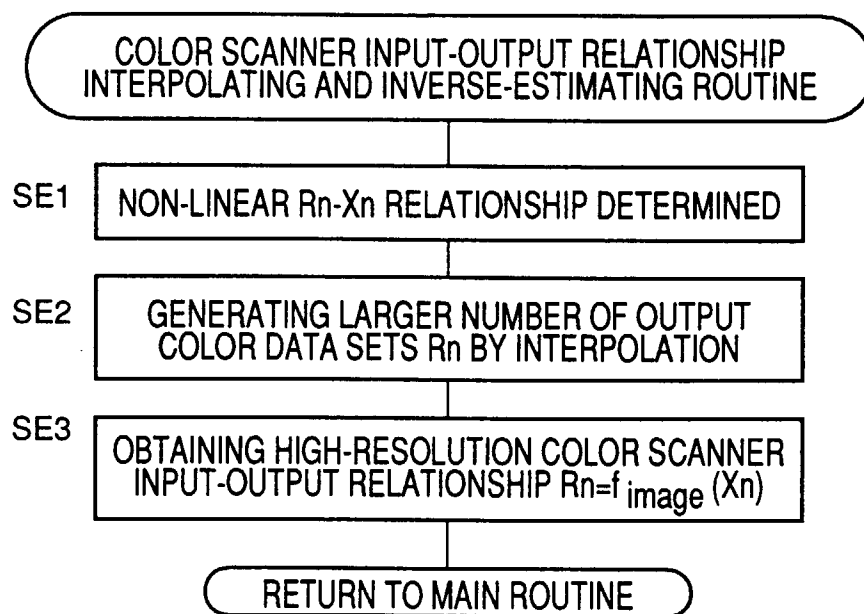 COLOR SCANNER INPUT-OUTPUT RELATIONSHIP
INTERPOLATING AND INVERSE-ESTIMATING ROUTINE
SE1
NON-LINEAR Rn-Xn RELATIONSHIP DETERMINED
SE2
GENERATING LARGER NUMBER OF OUTPUT
COLOR DATA SETS Rn BY INTERPOLATION
SE3
OBTAINING HIGH-RESOLUTION COLOR SCANNER
INPUT-OUTPUT RELATIONSHIP Rn=f image (Xn)
RETURN TO MAIN ROUTINE